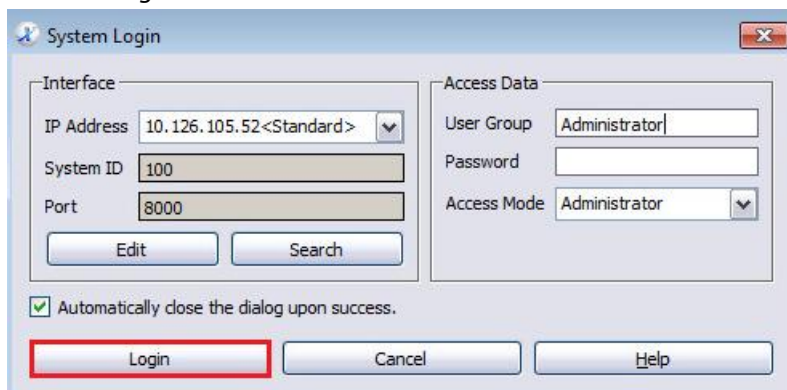 System Login
Interface
IP Address 10.126.105.52<Standard>
System ID 100
Port 8000
Edit Search
Access Data
User Group Administrator
Password
Access Mode Administrator
Automatically close the dialog upon success.
Login Cancel Help